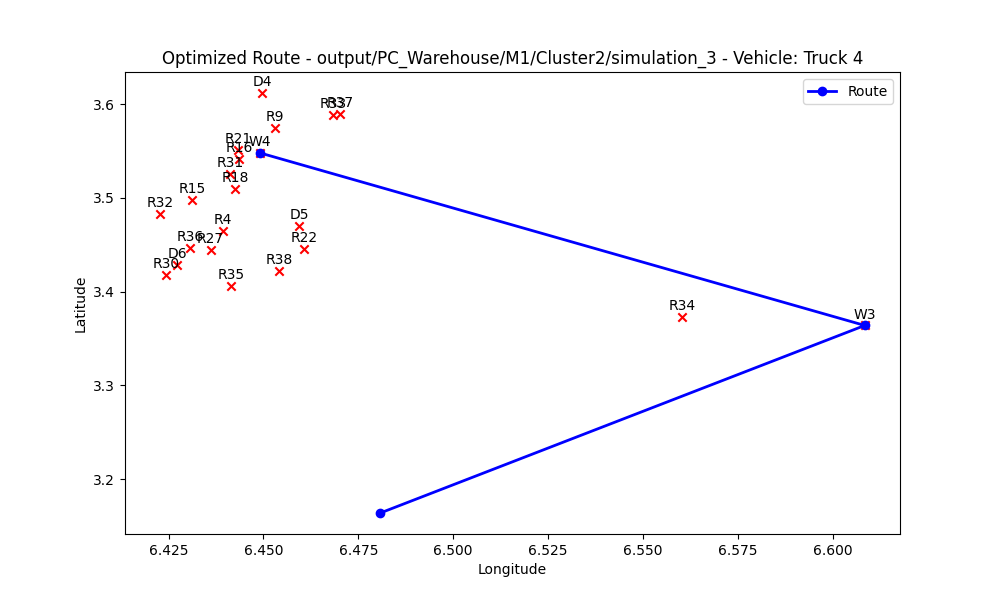 Optimized Route - output/PC_Warehouse/M1/Cluster2/simulation_3 - Vehicle: Truck 4
Route
D4
R33
R37
R9
R21
W4
R16
R31
R18
R15
R32
R4
D5
R36
R27
R22
D6
R30
R38
R35
R34
W3
3.6
3.5
3.4
3.3
3.2
Latitude
6.425
6.450
6.475
6.500
6.525
6.550
6.575
6.600
Longitude